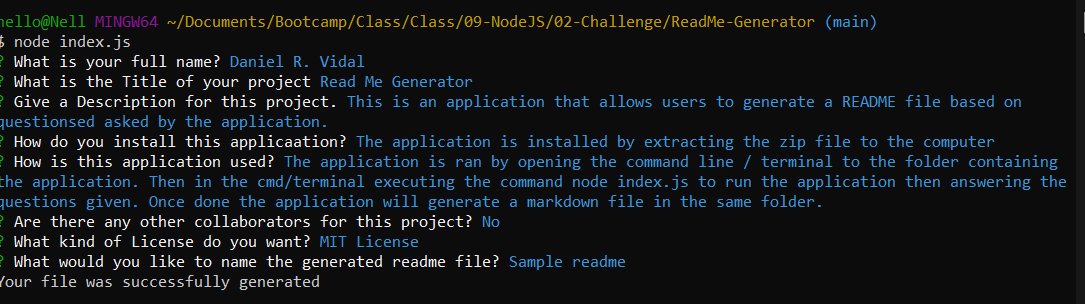 hello@Nell MINGW64 ~/Documents/Bootcamp/Class/Class/09-NodeJS/02-Challenge/ReadMe-Generator (main)
$ node index.js
? What is your full name? Daniel R. Vidal
? What is the Title of your project Read Me Generator
? Give a Description for this project. This is an application that allows users to generate a README file based on
questionsed asked by the application.
? How do you install this applicaation? The application is installed by extracting the zip file to the computer
? How is this application used? The application is ran by opening the command line / terminal to the folder containing
the application. Then in the cmd/terminal executing the command node index.js to run the application then answering the
questions given. Once done the application will generate a markdown file in the same folder.
? Are there any other collaborators for this project? No
? What kind of License do you want? MIT License
? What would you like to name the generated readme file? Sample readme
Your file was successfully generated